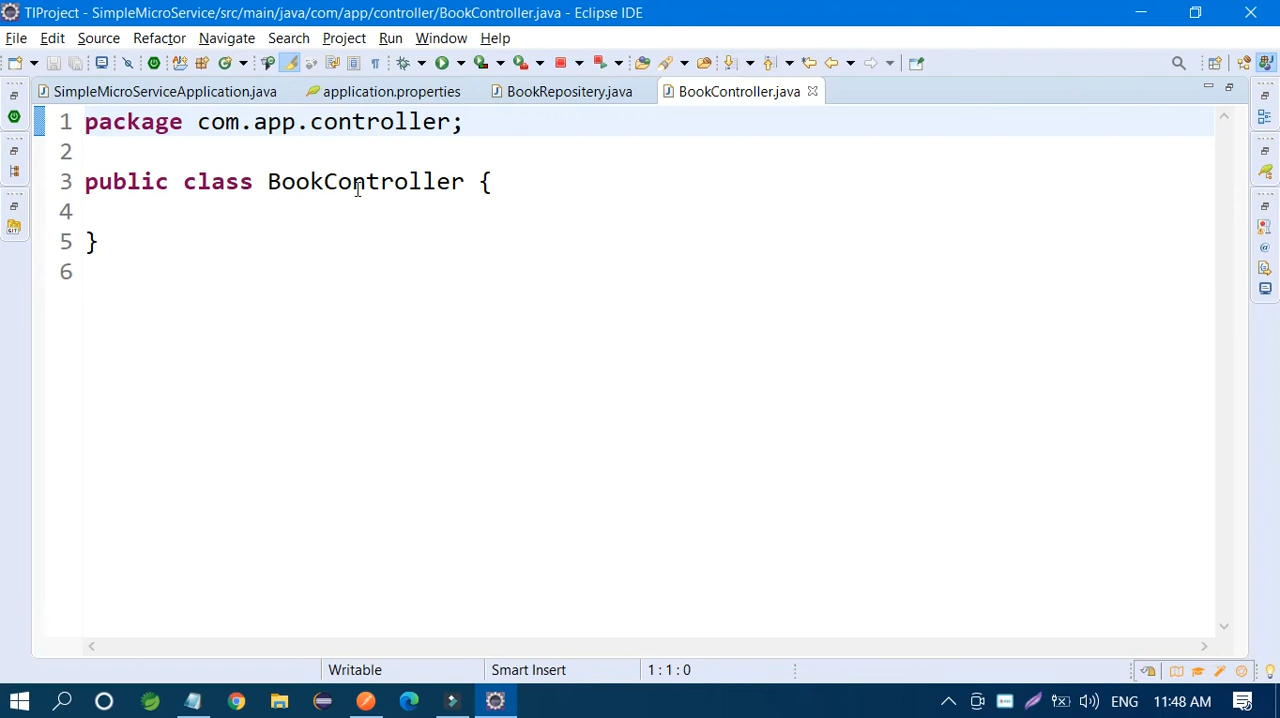 TIProject - SimpleMicroService/src/main/java/com/app/controller/BookController.java - Eclipse IDE
File Edit Source Refactor Navigate Search Project Run Window Help
SimpleMicroServiceApplication.java application.properties BookRepositery.java BookController.java
1 package com.app.controller;
2
3 public class BookController {
4
5 }
6
Writable Smart Insert 1 : 1 : 0
ENG 11:48 AM